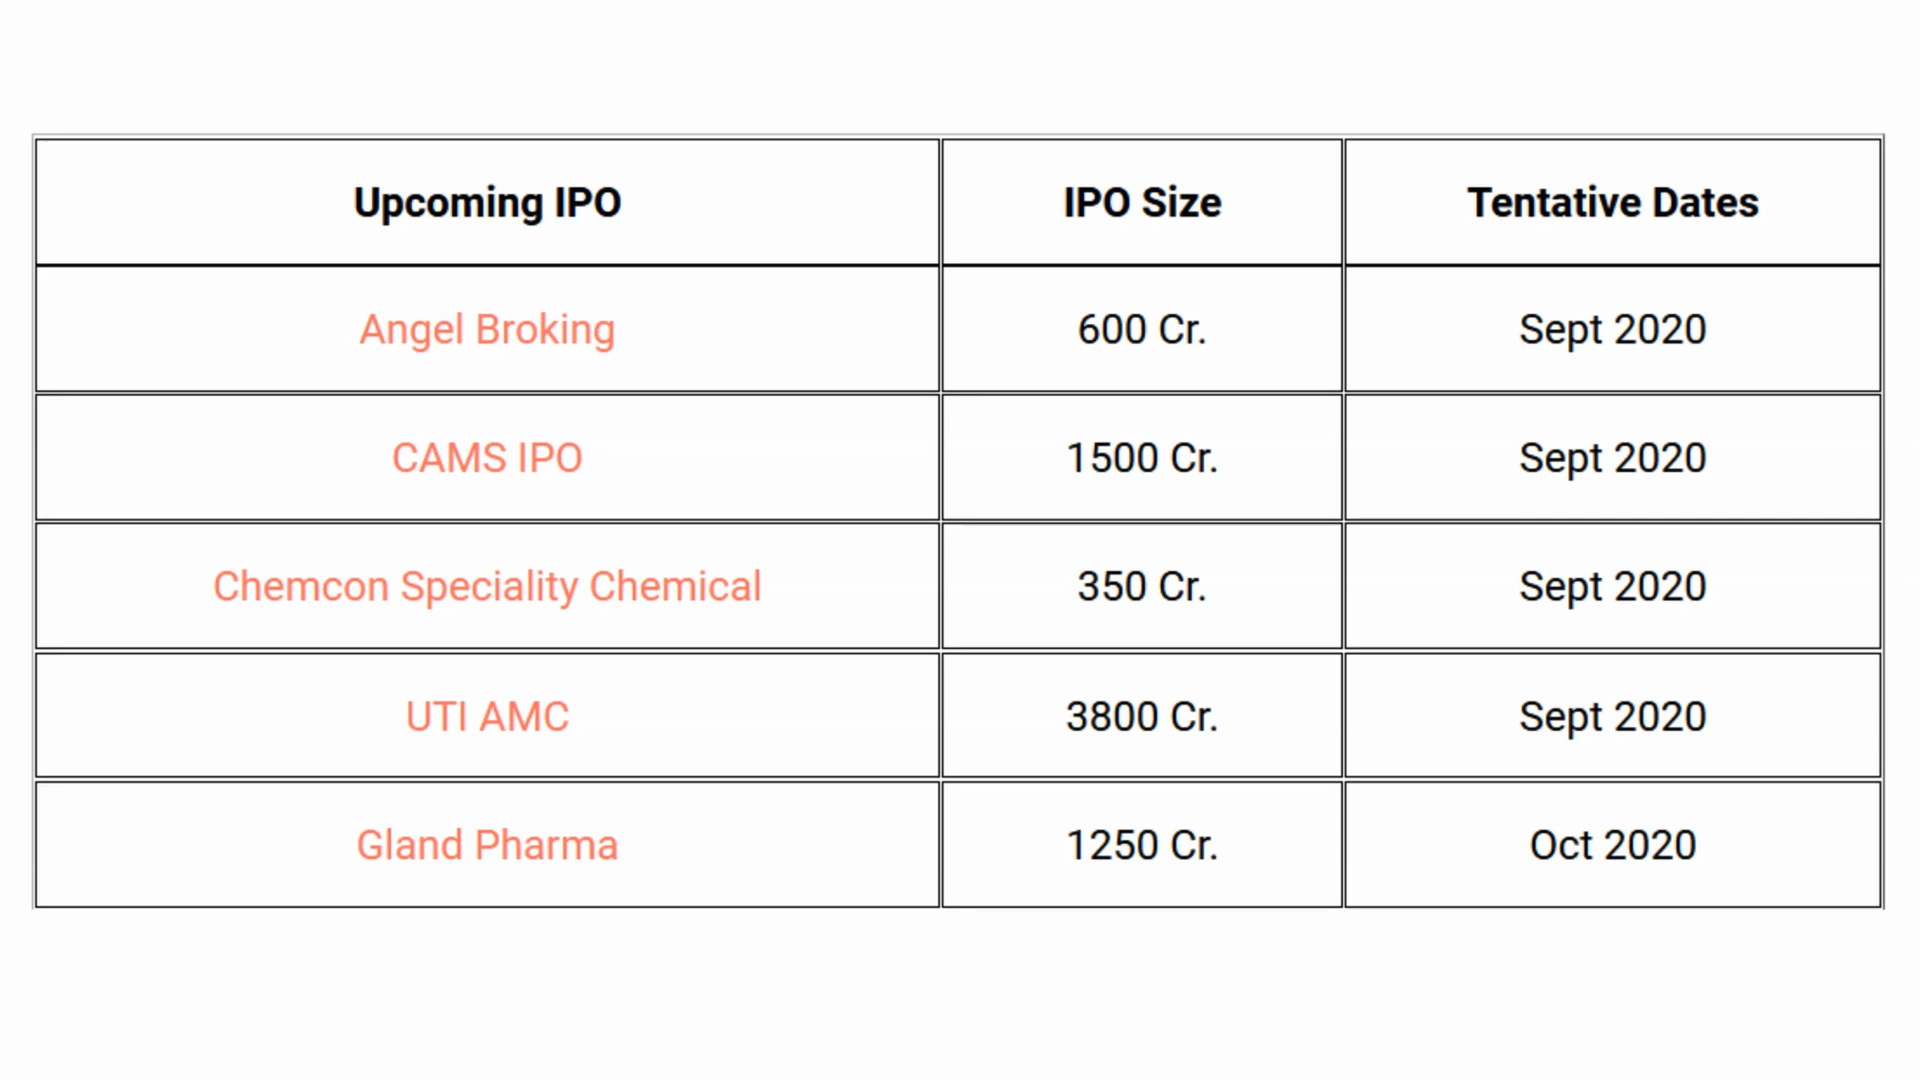 Upcoming IPO IPO Size Tentative Dates
Angel Broking 600 Cr. Sept 2020
CAMS IPO 1500 Cr. Sept 2020
Chemcon Speciality Chemical 350 Cr. Sept 2020
UTI AMC 3800 Cr. Sept 2020
Gland Pharma 1250 Cr. Oct 2020